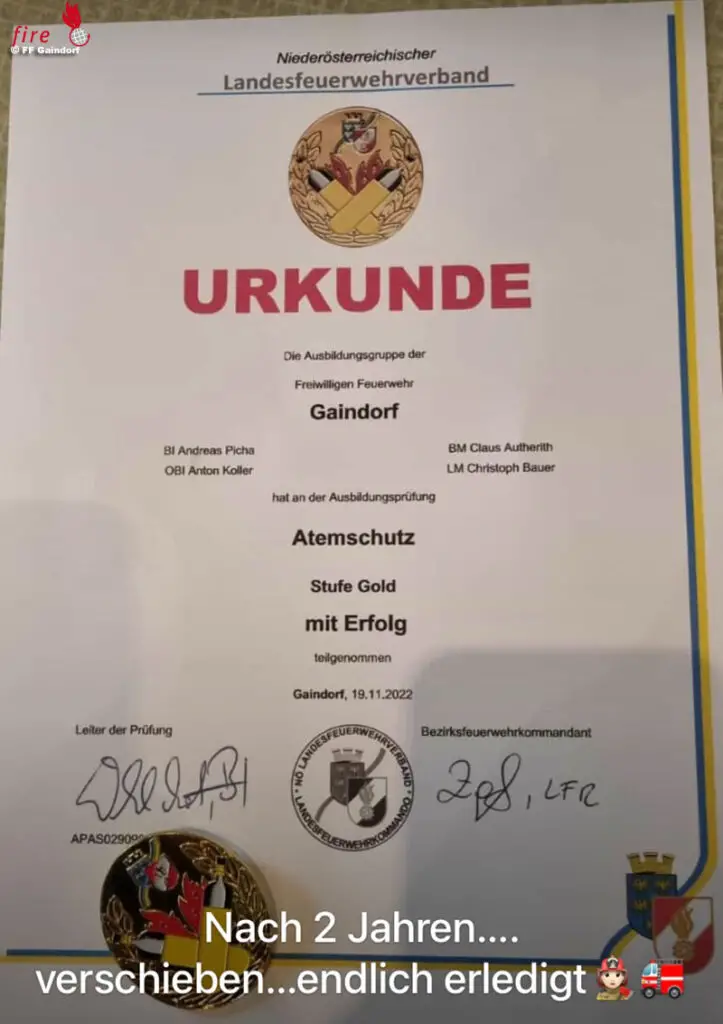 fire
© FF Gaindorf
Niederösterreichischer
Landesfeuerwehrverband
URKUNDE
Die Ausbildungsgruppe der
Freiwilligen Feuerwehr
Gaindorf
BI Andreas Picha BM Claus Autherith
OBI Anton Koller LM Christoph Bauer
hat an der Ausbildungsprüfung
Atemschutz
Stufe Gold
mit Erfolg
teilgenommen
Gaindorf, 19.11.2022
Leiter der Prüfung Bezirksfeuerwehrkommandant
NÖ LANDESFEUERWEHRVERBAND
LANDESFEUERWEHRKOMMANDO
, BI
, LFR
Nach 2 Jahren....
verschieben...endlich erledigt 👩🏻‍🚒 🚒